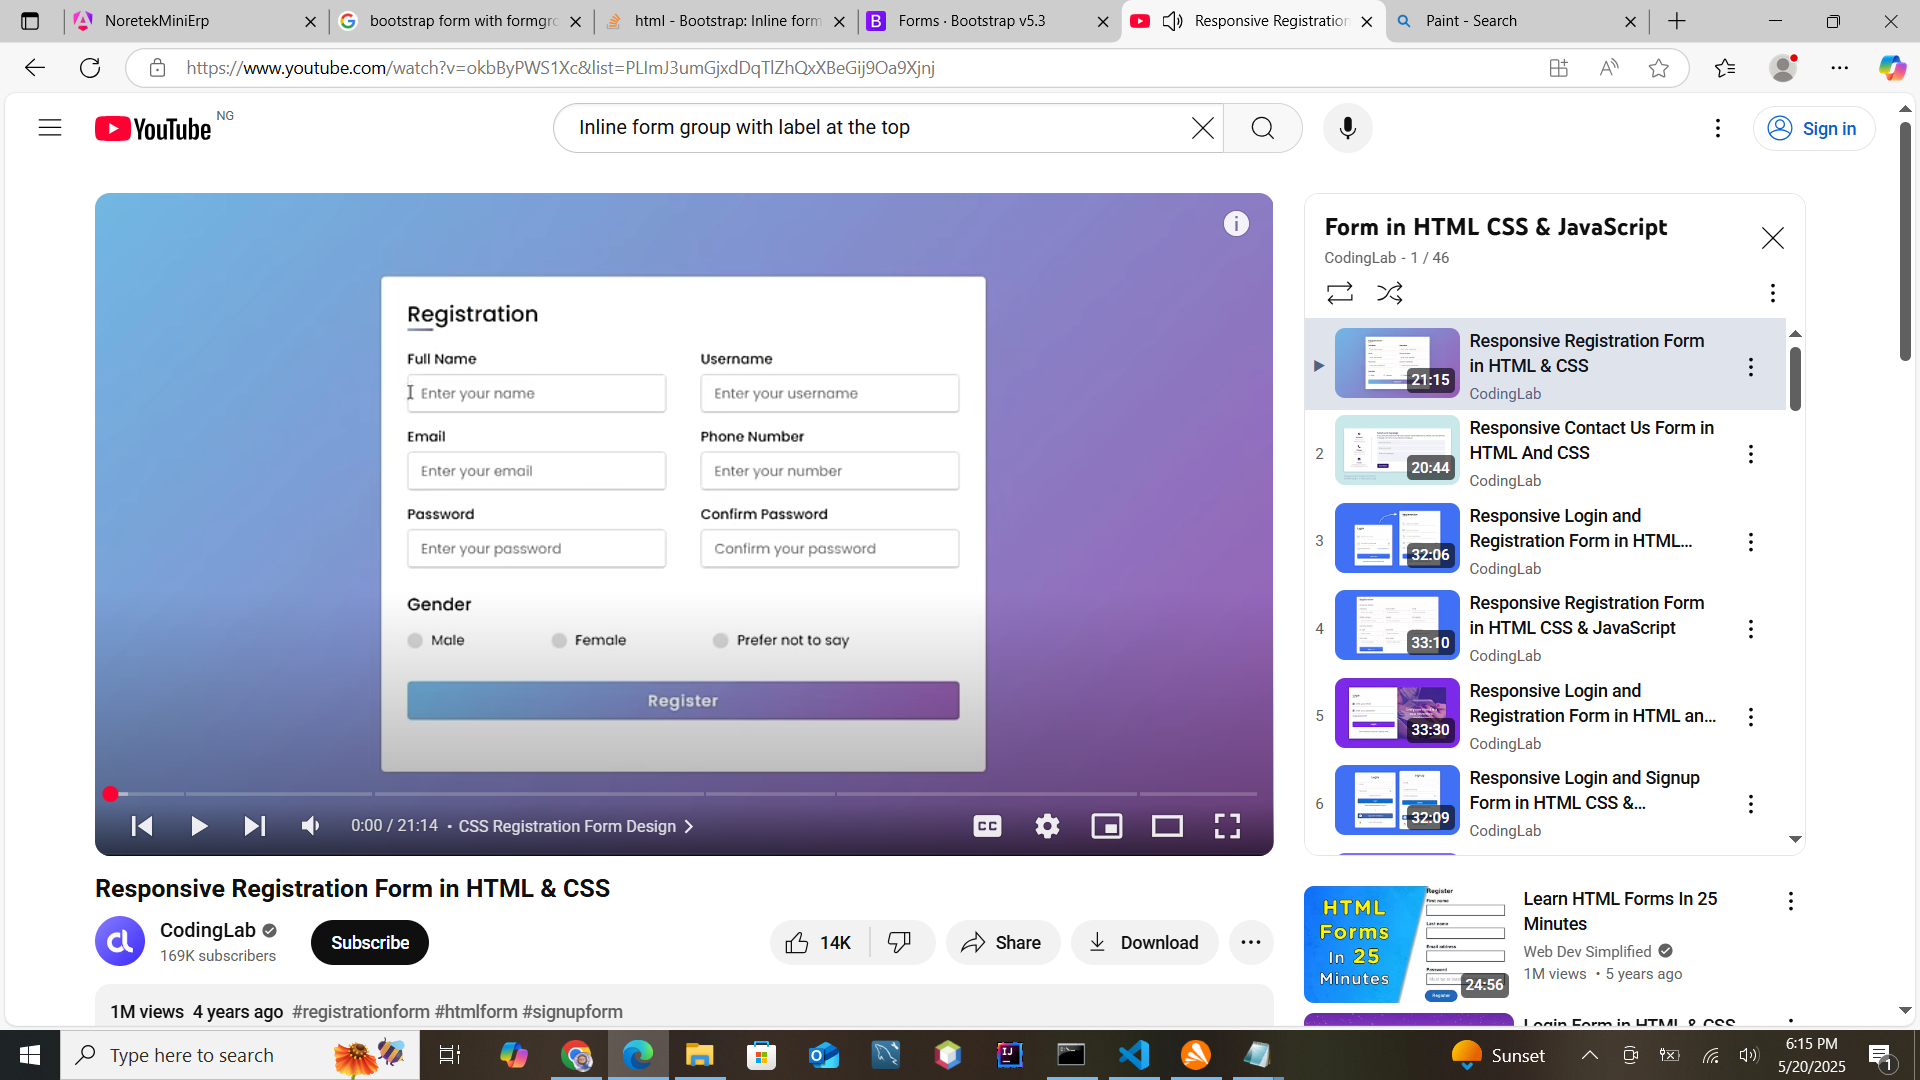 NoretekMiniErp
bootstrap form with formgro
html - Bootstrap: Inline form
Forms · Bootstrap v5.3
Responsive Registration
Paint - Search
https://www.youtube.com/watch?v=okbByPWS1Xc&list=PLImJ3umGjxdDqTlZhQxXBeGij9Oa9Xjnj
YouTube NG
Inline form group with label at the top
Sign in
Registration
Full Name Username
Enter your name Enter your username
Email Phone Number
Enter your email Enter your number
Password Confirm Password
Enter your password Confirm your password
Gender
Male Female Prefer not to say
Register
0:00 / 21:14 • CSS Registration Form Design
CC
Form in HTML CSS & JavaScript
CodingLab - 1 / 46
21:15
Responsive Registration Form
in HTML & CSS
CodingLab
2
20:44
Responsive Contact Us Form in
HTML And CSS
CodingLab
3
32:06
Responsive Login and
Registration Form in HTML...
CodingLab
4
33:10
Responsive Registration Form
in HTML CSS & JavaScript
CodingLab
5
33:30
Responsive Login and
Registration Form in HTML an...
CodingLab
6
32:09
Responsive Login and Signup
Form in HTML CSS &...
CodingLab
Responsive Registration Form in HTML & CSS
CodingLab
169K subscribers
Subscribe
14K
Share
Download
1M views 4 years ago #registrationform #htmlform #signupform
HTML
Forms
In 25
Minutes
Register
24:56
Learn HTML Forms In 25
Minutes
Web Dev Simplified
1M views • 5 years ago
Login Form in HTML & CSS
Type here to search
Sunset
6:15 PM
5/20/2025
1